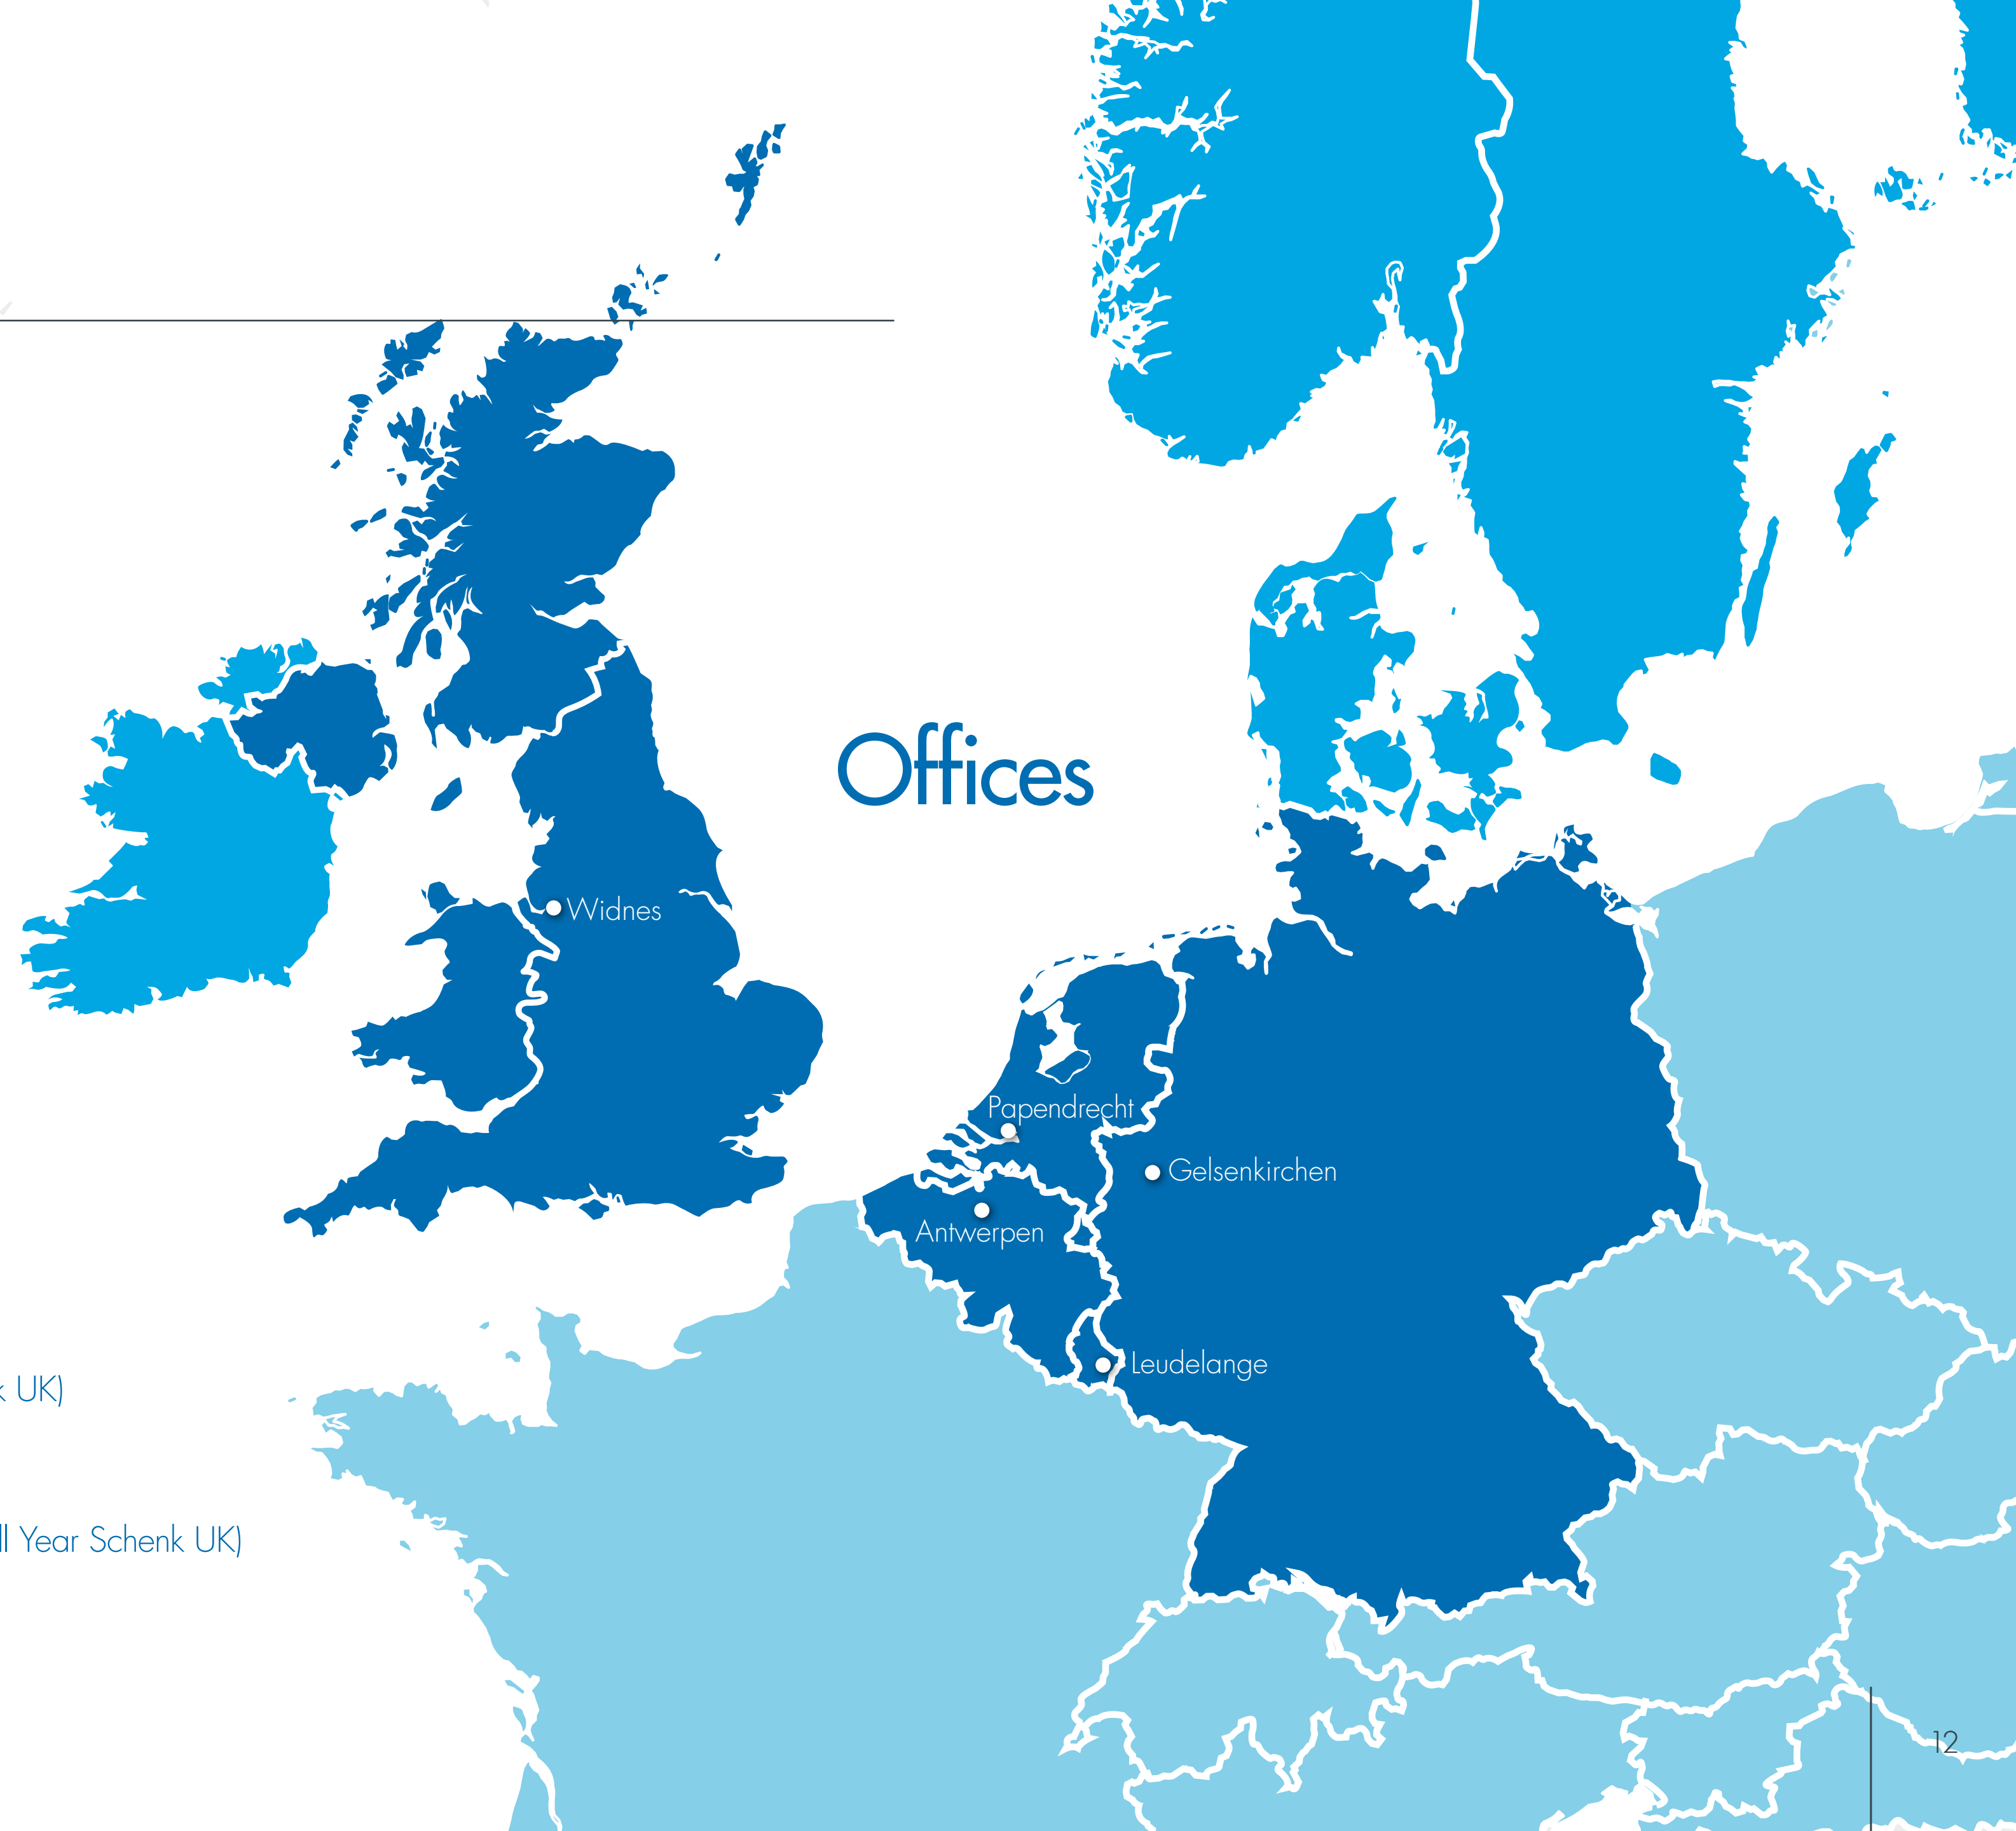 Offices
Widnes
Papendrecht
Gelsenkirchen
Antwerpen
Leudelange
UK)
Year Schenk UK)
12